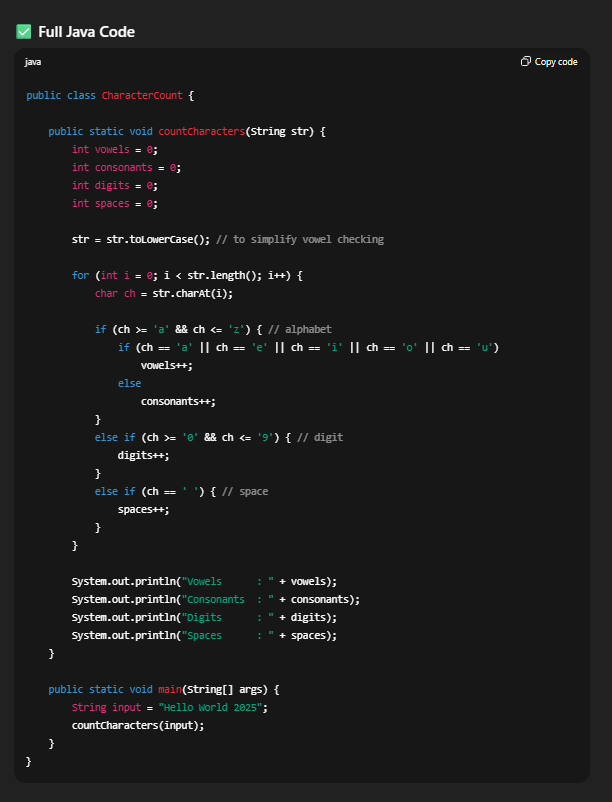 ✅ Full Java Code
java Copy code
public class CharacterCount {
    public static void countCharacters(String str) {
        int vowels = 0;
        int consonants = 0;
        int digits = 0;
        int spaces = 0;
        str = str.toLowerCase(); // to simplify vowel checking
        for (int i = 0; i < str.length(); i++) {
            char ch = str.charAt(i);
            if (ch >= 'a' && ch <= 'z') { // alphabet
                if (ch == 'a' || ch == 'e' || ch == 'i' || ch == 'o' || ch == 'u')
                    vowels++;
                else
                    consonants++;
            }
            else if (ch >= '0' && ch <= '9') { // digit
                digits++;
            }
            else if (ch == ' ') { // space
                spaces++;
            }
        }
        System.out.println("Vowels      : " + vowels);
        System.out.println("Consonants  : " + consonants);
        System.out.println("Digits      : " + digits);
        System.out.println("Spaces      : " + spaces);
    }
    public static void main(String[] args) {
        String input = "Hello World 2025";
        countCharacters(input);
    }
}